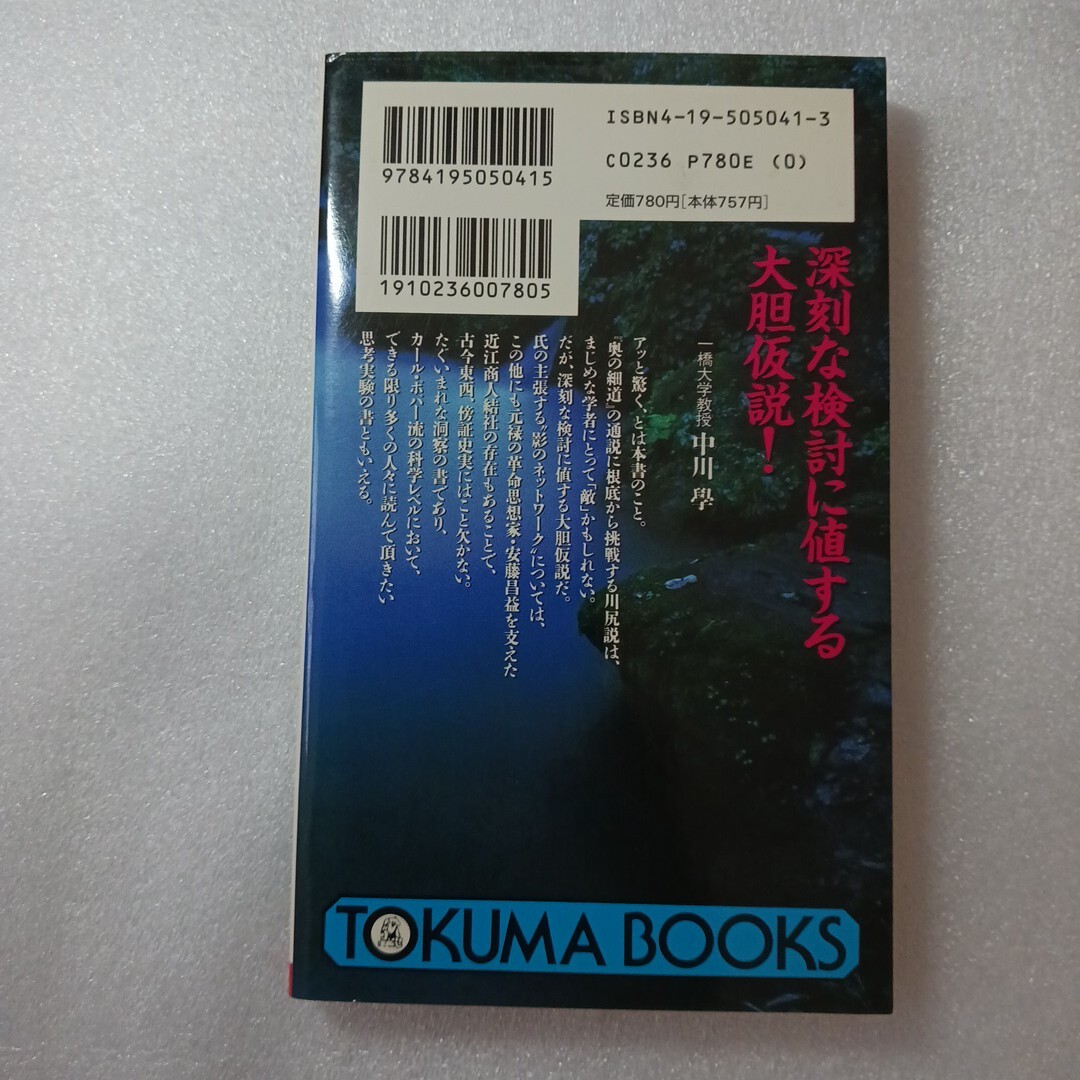 9784195050415
ISBN4-19-505041-3
C0236 P780E (0)
定価780円[本体757円]
1910236007805
深刻な検討に値する
大胆仮説!
一橋大学教授 中川 學
アッと驚く、とは本書のこと。
『奥の細道』の通説に根底から挑戦する川尻説は、
まじめな学者にとって「敵」かもしれない。
だが、深刻な検討に値する大胆仮説だ。
氏の主張する“影のネットワーク”については、
この他にも元禄の革命思想家・安藤昌益を支えた
近江商人結社の存在もあることで、
古今東西、傍証史実にはこと欠かない。
たぐいまれな洞察の書であり、
カール・ポパー流の科学レベルにおいて、
できる限り多くの人々に読んで頂きたい
思考実験の書ともいえる。
TOKUMA BOOKS